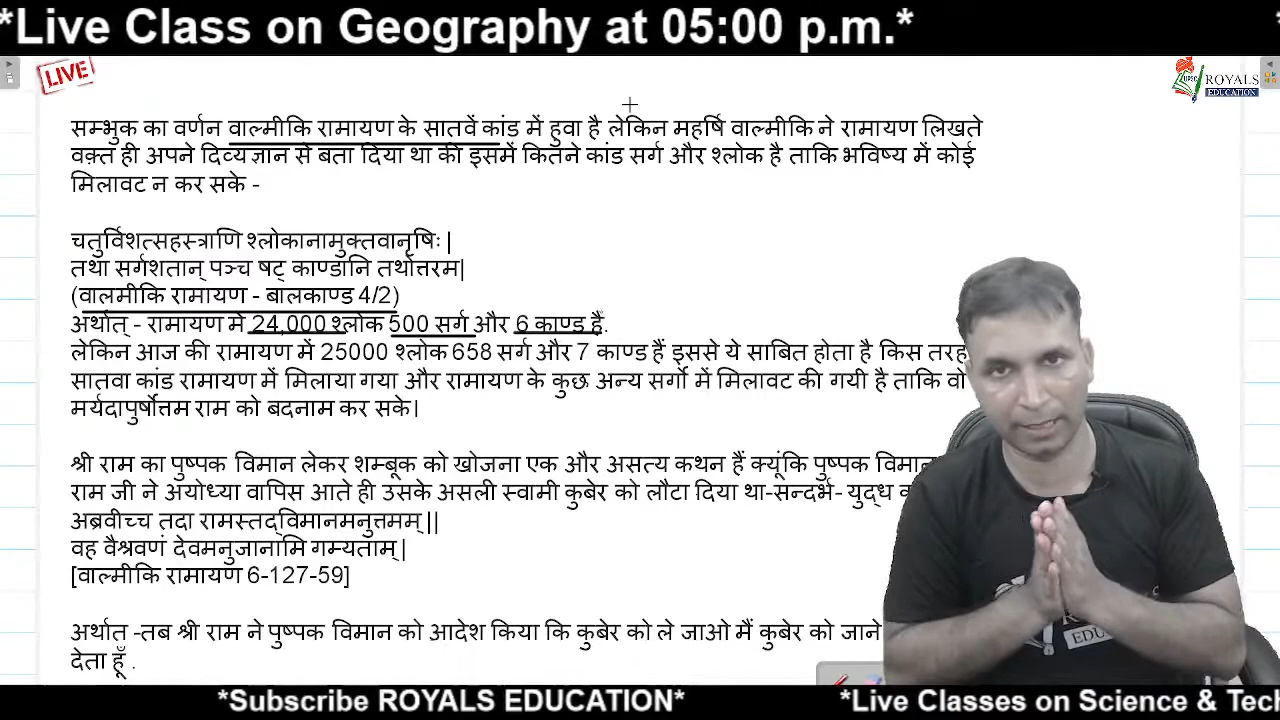 *Live Class on Geography at 05:00 p.m.*
LIVE
ROYALS
EDUCATION
सम्भुक का वर्णन वाल्मीकि रामायण के सातवें कांड में हुवा है लेकिन महर्षि वाल्मीकि ने रामायण लिखते
वक़्त ही अपने दिव्यज्ञान से बता दिया था की इसमें कितने कांड सर्ग और श्लोक है ताकि भविष्य में कोई
मिलावट न कर सके -
चतुर्विशत्सहस्त्राणि श्लोकानामुक्तवानृषिः|
तथा सर्गशतान् पञ्च षट् काण्डानि तथोत्तरम|
(वालमीकि रामायण - बालकाण्ड 4/2)
अर्थात् - रामायण मे 24,000 श्लोक 500 सर्ग और 6 काण्ड हैं.
लेकिन आज की रामायण में 25000 श्लोक 658 सर्ग और 7 काण्ड हैं इससे ये साबित होता है किस तरह
सातवा कांड रामायण में मिलाया गया और रामायण के कुछ अन्य सर्गो में मिलावट की गयी है ताकि वो
मर्यदापुर्षोत्तम राम को बदनाम कर सके।
श्री राम का पुष्पक विमान लेकर शम्बूक को खोजना एक और असत्य कथन हैं क्यूंकि पुष्पक विमान
राम जी ने अयोध्या वापिस आते ही उसके असली स्वामी कुबेर को लौटा दिया था-सन्दर्भ- युद्ध
अब्रवीच्च तदा रामस्तद्विमानमनुत्तमम्||
वह वैश्रवणं देवमनुजानामि गम्यताम्|
[वाल्मीकि रामायण 6-127-59]
अर्थात -तब श्री राम ने पुष्पक विमान को आदेश किया कि कुबेर को ले जाओ मैं कुबेर को जाने
देता हूँ .
*Subscribe ROYALS EDUCATION* *Live Classes on Science & Tech